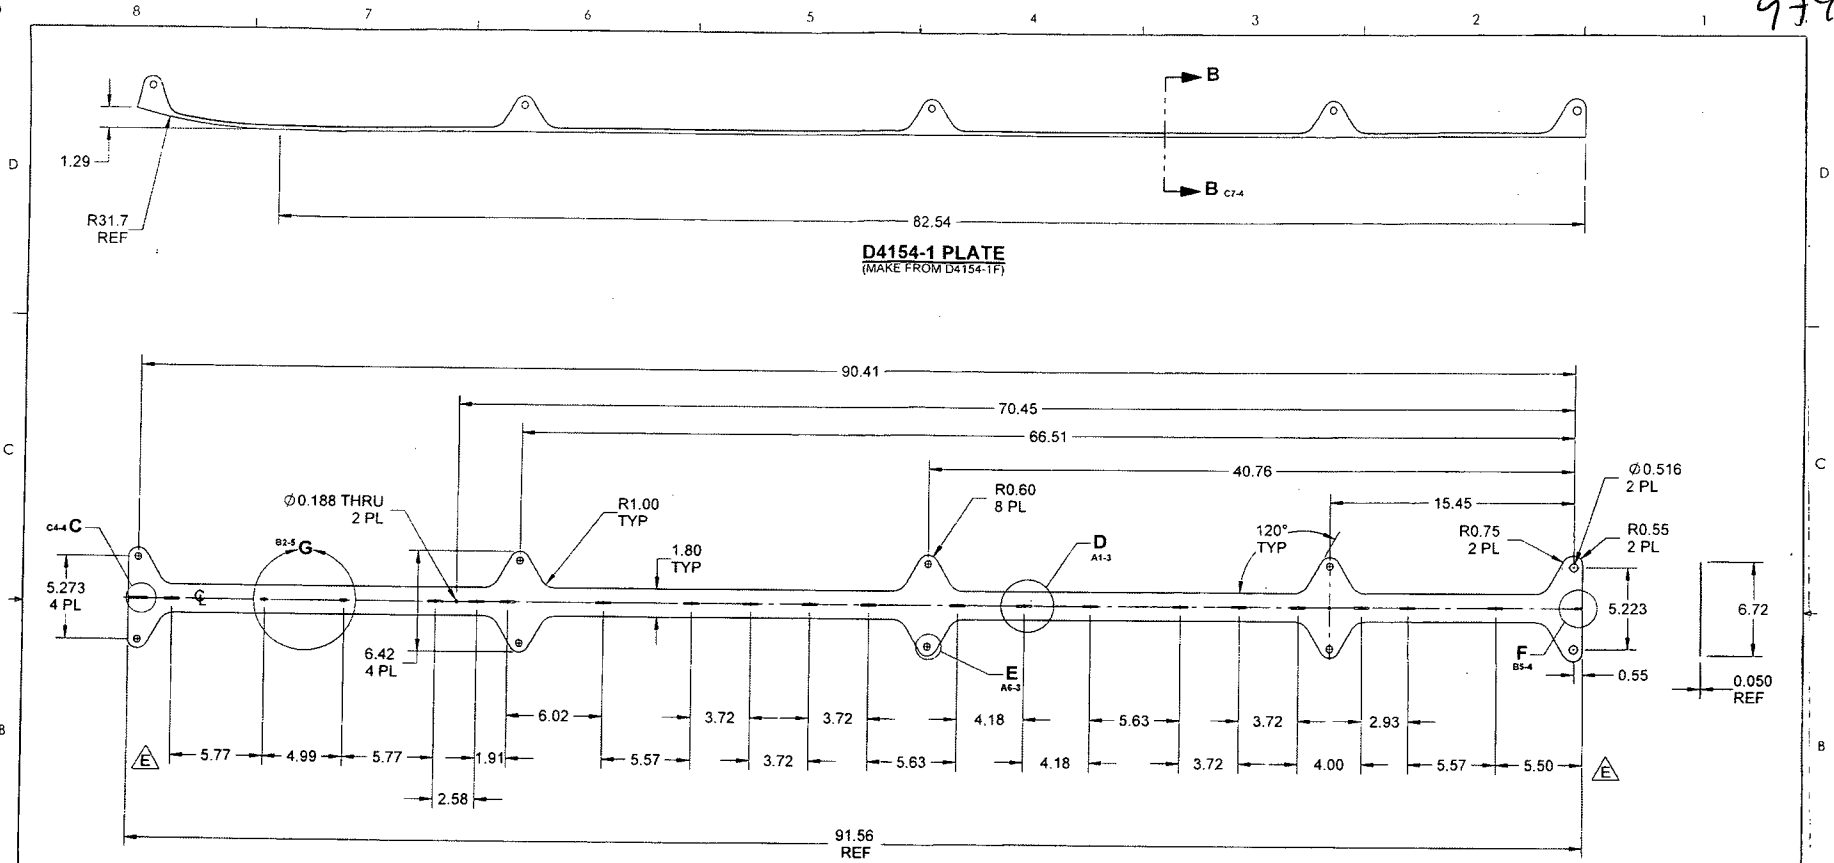 8 7 6 5 4 3 2 1
B
D
D
1.29
B C7-4
R31.7
REF
82.54
D4154-1 PLATE
(MAKE FROM D4154-1F)
90.41
70.45
66.51
C
C
40.76
Ø0.516
2 PL
15.45
Ø0.188 THRU
2 PL
R1.00
TYP
R0.60
8 PL
R0.75
2 PL
R0.55
2 PL
C4-4 C
B2-5 G
1.80
TYP
D
A1-3
120°
TYP
5.273
4 PL
5.223
6.72
6.42
4 PL
E
A6-3
F
B5-4
0.55
0.050
REF
6.02 3.72 3.72 4.18 5.63 3.72 2.93
B
B
E 5.77 4.99 5.77 1.91 5.57 3.72 5.63 4.18 3.72 4.00 5.57 5.50 E
2.58
91.56
REF